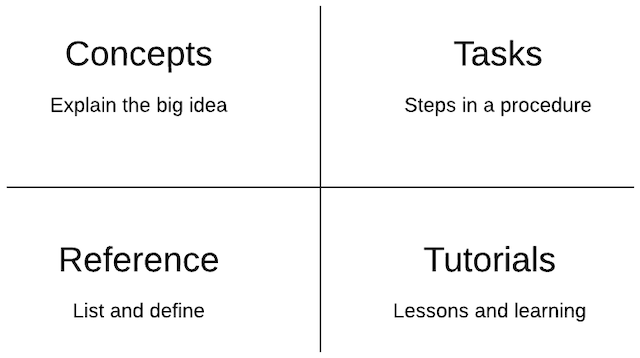 Concepts
Explain the big idea
Tasks
Steps in a procedure
Reference
List and define
Tutorials
Lessons and learning